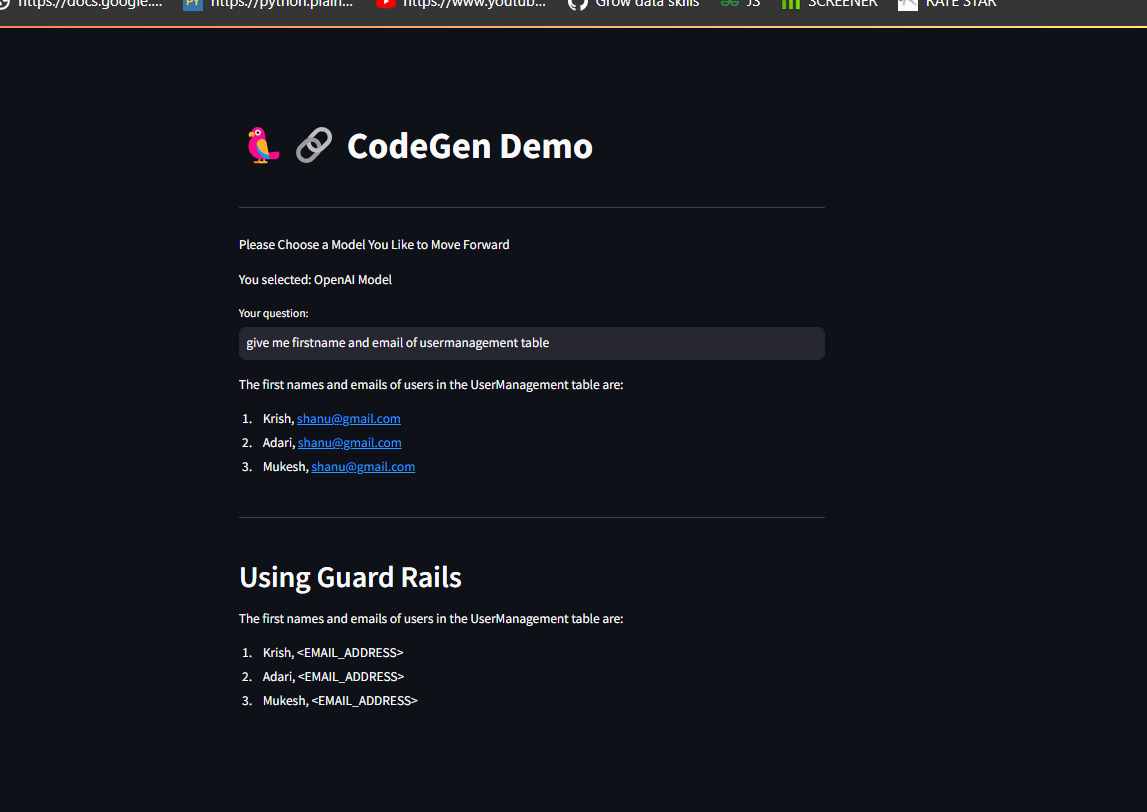 https://docs.google....
PY https://python.plain...
https://www.youtub...
Grow data skills
JS
SCREENER
RATE STAR
CodeGen Demo
Please Choose a Model You Like to Move Forward
You selected: OpenAI Model
Your question:
give me firstname and email of usermanagement table
The first names and emails of users in the UserManagement table are:
1. Krish, shanu@gmail.com
2. Adari, shanu@gmail.com
3. Mukesh, shanu@gmail.com
Using Guard Rails
The first names and emails of users in the UserManagement table are:
1. Krish, <EMAIL_ADDRESS>
2. Adari, <EMAIL_ADDRESS>
3. Mukesh, <EMAIL_ADDRESS>